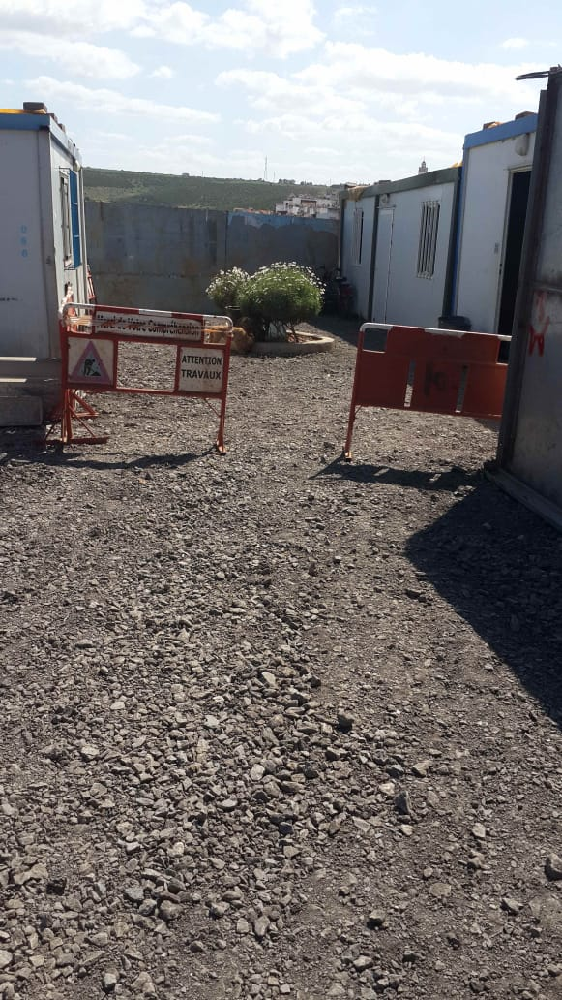 Merci de Votre Compréhension
ATTENTION
TRAVAUX